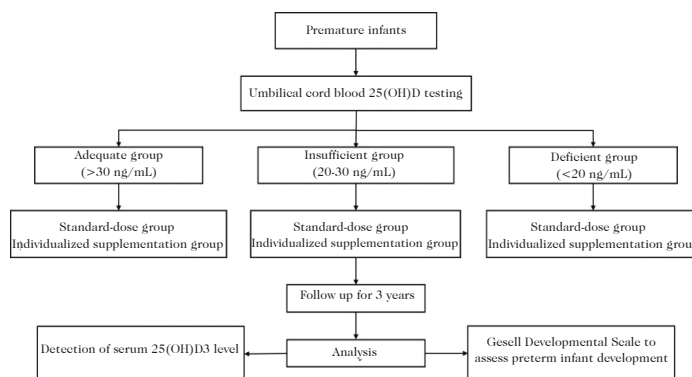 Premature infants
Umbilical cord blood 25(OH)D testing
Adequate group
(>30 ng/mL)
Insufficient group
(20-30 ng/mL)
Deficient group
(<20 ng/mL)
Standard-dose group
Individualized supplementation group
Standard-dose group
Individualized supplementation group
Standard-dose group
Individualized supplementation group
Follow up for 3 years
Detection of serum 25(OH)D3 level
Analysis
Gesell Developmental Scale to
assess preterm infant development